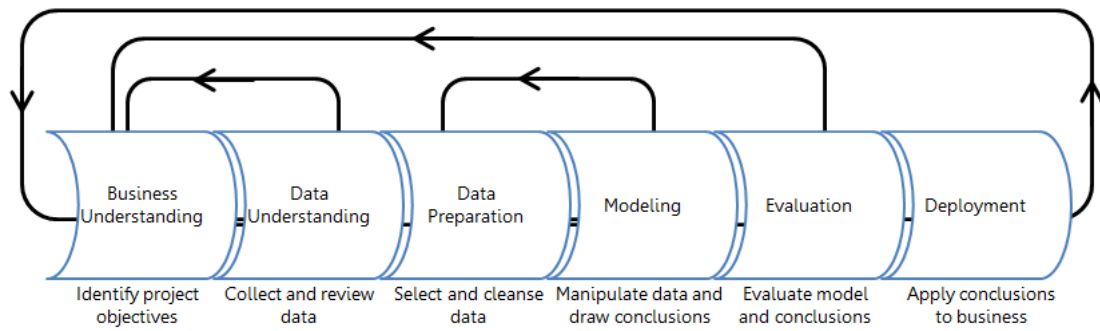 Business
Understanding
Data
Understanding
Data
Preparation
Modeling
Evaluation
Deployment
Identify project
objectives
Collect and review
data
Select and cleanse
data
Manipulate data and
draw conclusions
Evaluate model
and conclusions
Apply conclusions
to business